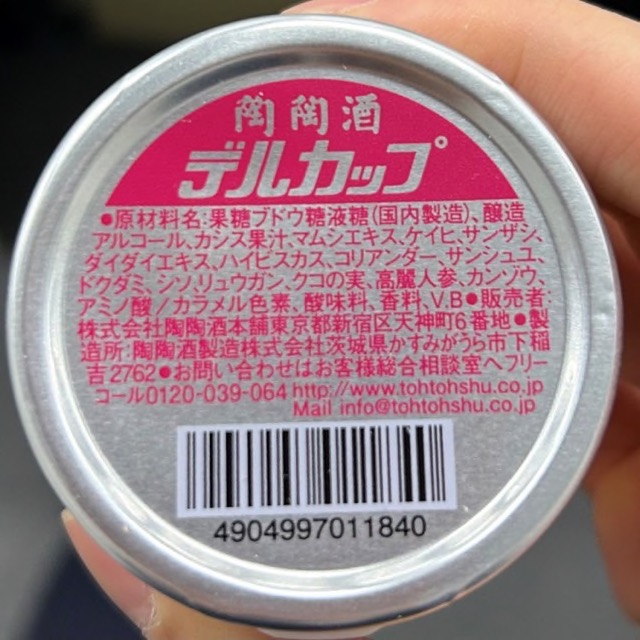 陶陶酒
デルカップ
●原材料名:果糖ブドウ糖液糖(国内製造)、醸造
アルコール、カシス果汁、マムシエキス、ケイヒ、サンザシ、
ダイダイエキス、ハイビスカス、コリアンダー、サンシュユ、
ドクダミ、シソ、リュウガン、クコの実、高麗人参、カンゾウ、
アミノ酸/カラメル色素、酸味料、香料、V.B●販売者:
株式会社陶陶酒本舗東京都新宿区天神町6番地●製
造所:陶陶酒製造株式会社茨城県かすみがうら市下稲
吉2762●お問い合わせはお客様総合相談室へフリー
コール0120-039-064 http://www.tohtohshu.co.jp
Mail info@tohtohshu.co.jp
4904997011840